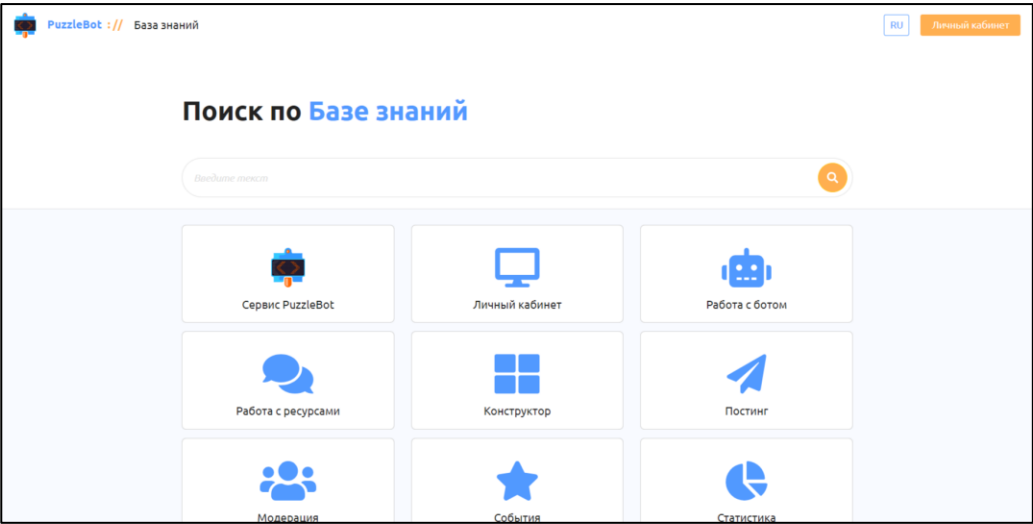 PuzzleBot :// База знаний
RU
Личный кабинет
Поиск по Базе знаний
Введите текст
Сервис PuzzleBot
Личный кабинет
Работа с ботом
Работа с ресурсами
Конструктор
Постинг
Модерация
События
Статистика